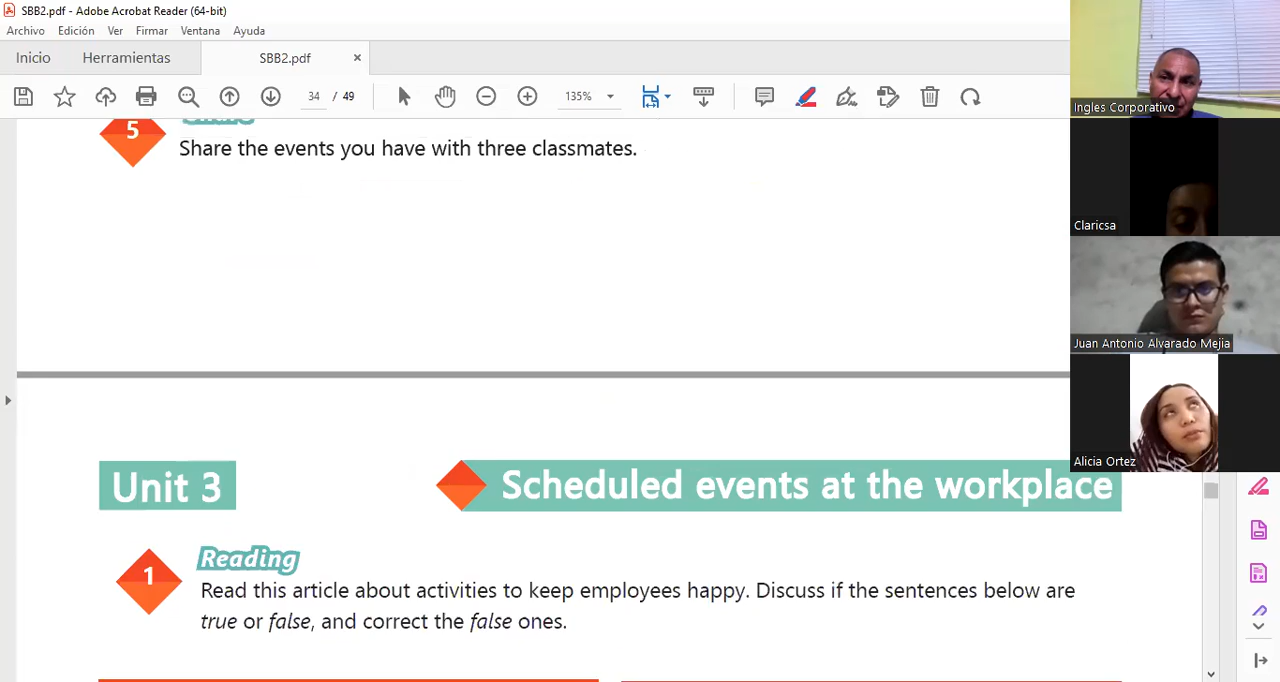 SBB2.pdf - Adobe Acrobat Reader (64-bit)
Archivo Edición Ver Firmar Ventana Ayuda
Inicio Herramientas SBB2.pdf ×
34 / 49 135%
5
Share the events you have with three classmates.
Unit 3 Scheduled events at the workplace
1 Reading
Read this article about activities to keep employees happy. Discuss if the sentences below are
true or false, and correct the false ones.
Ingles Corporativo
Claricsa
Juan Antonio Alvarado Mejia
Alicia Ortez